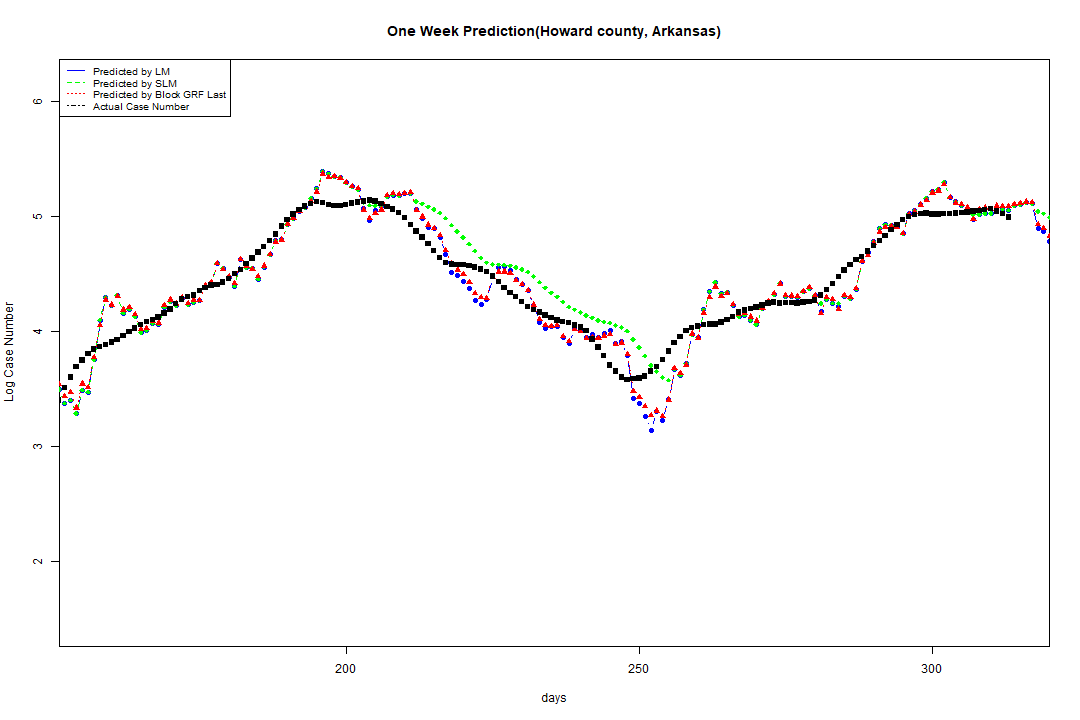 One Week Prediction(Howard county, Arkansas)
Predicted by LM
Predicted by SLM
Predicted by Block GRF Last
Actual Case Number
6
5
4
3
2
Log Case Number
200 250 300
days